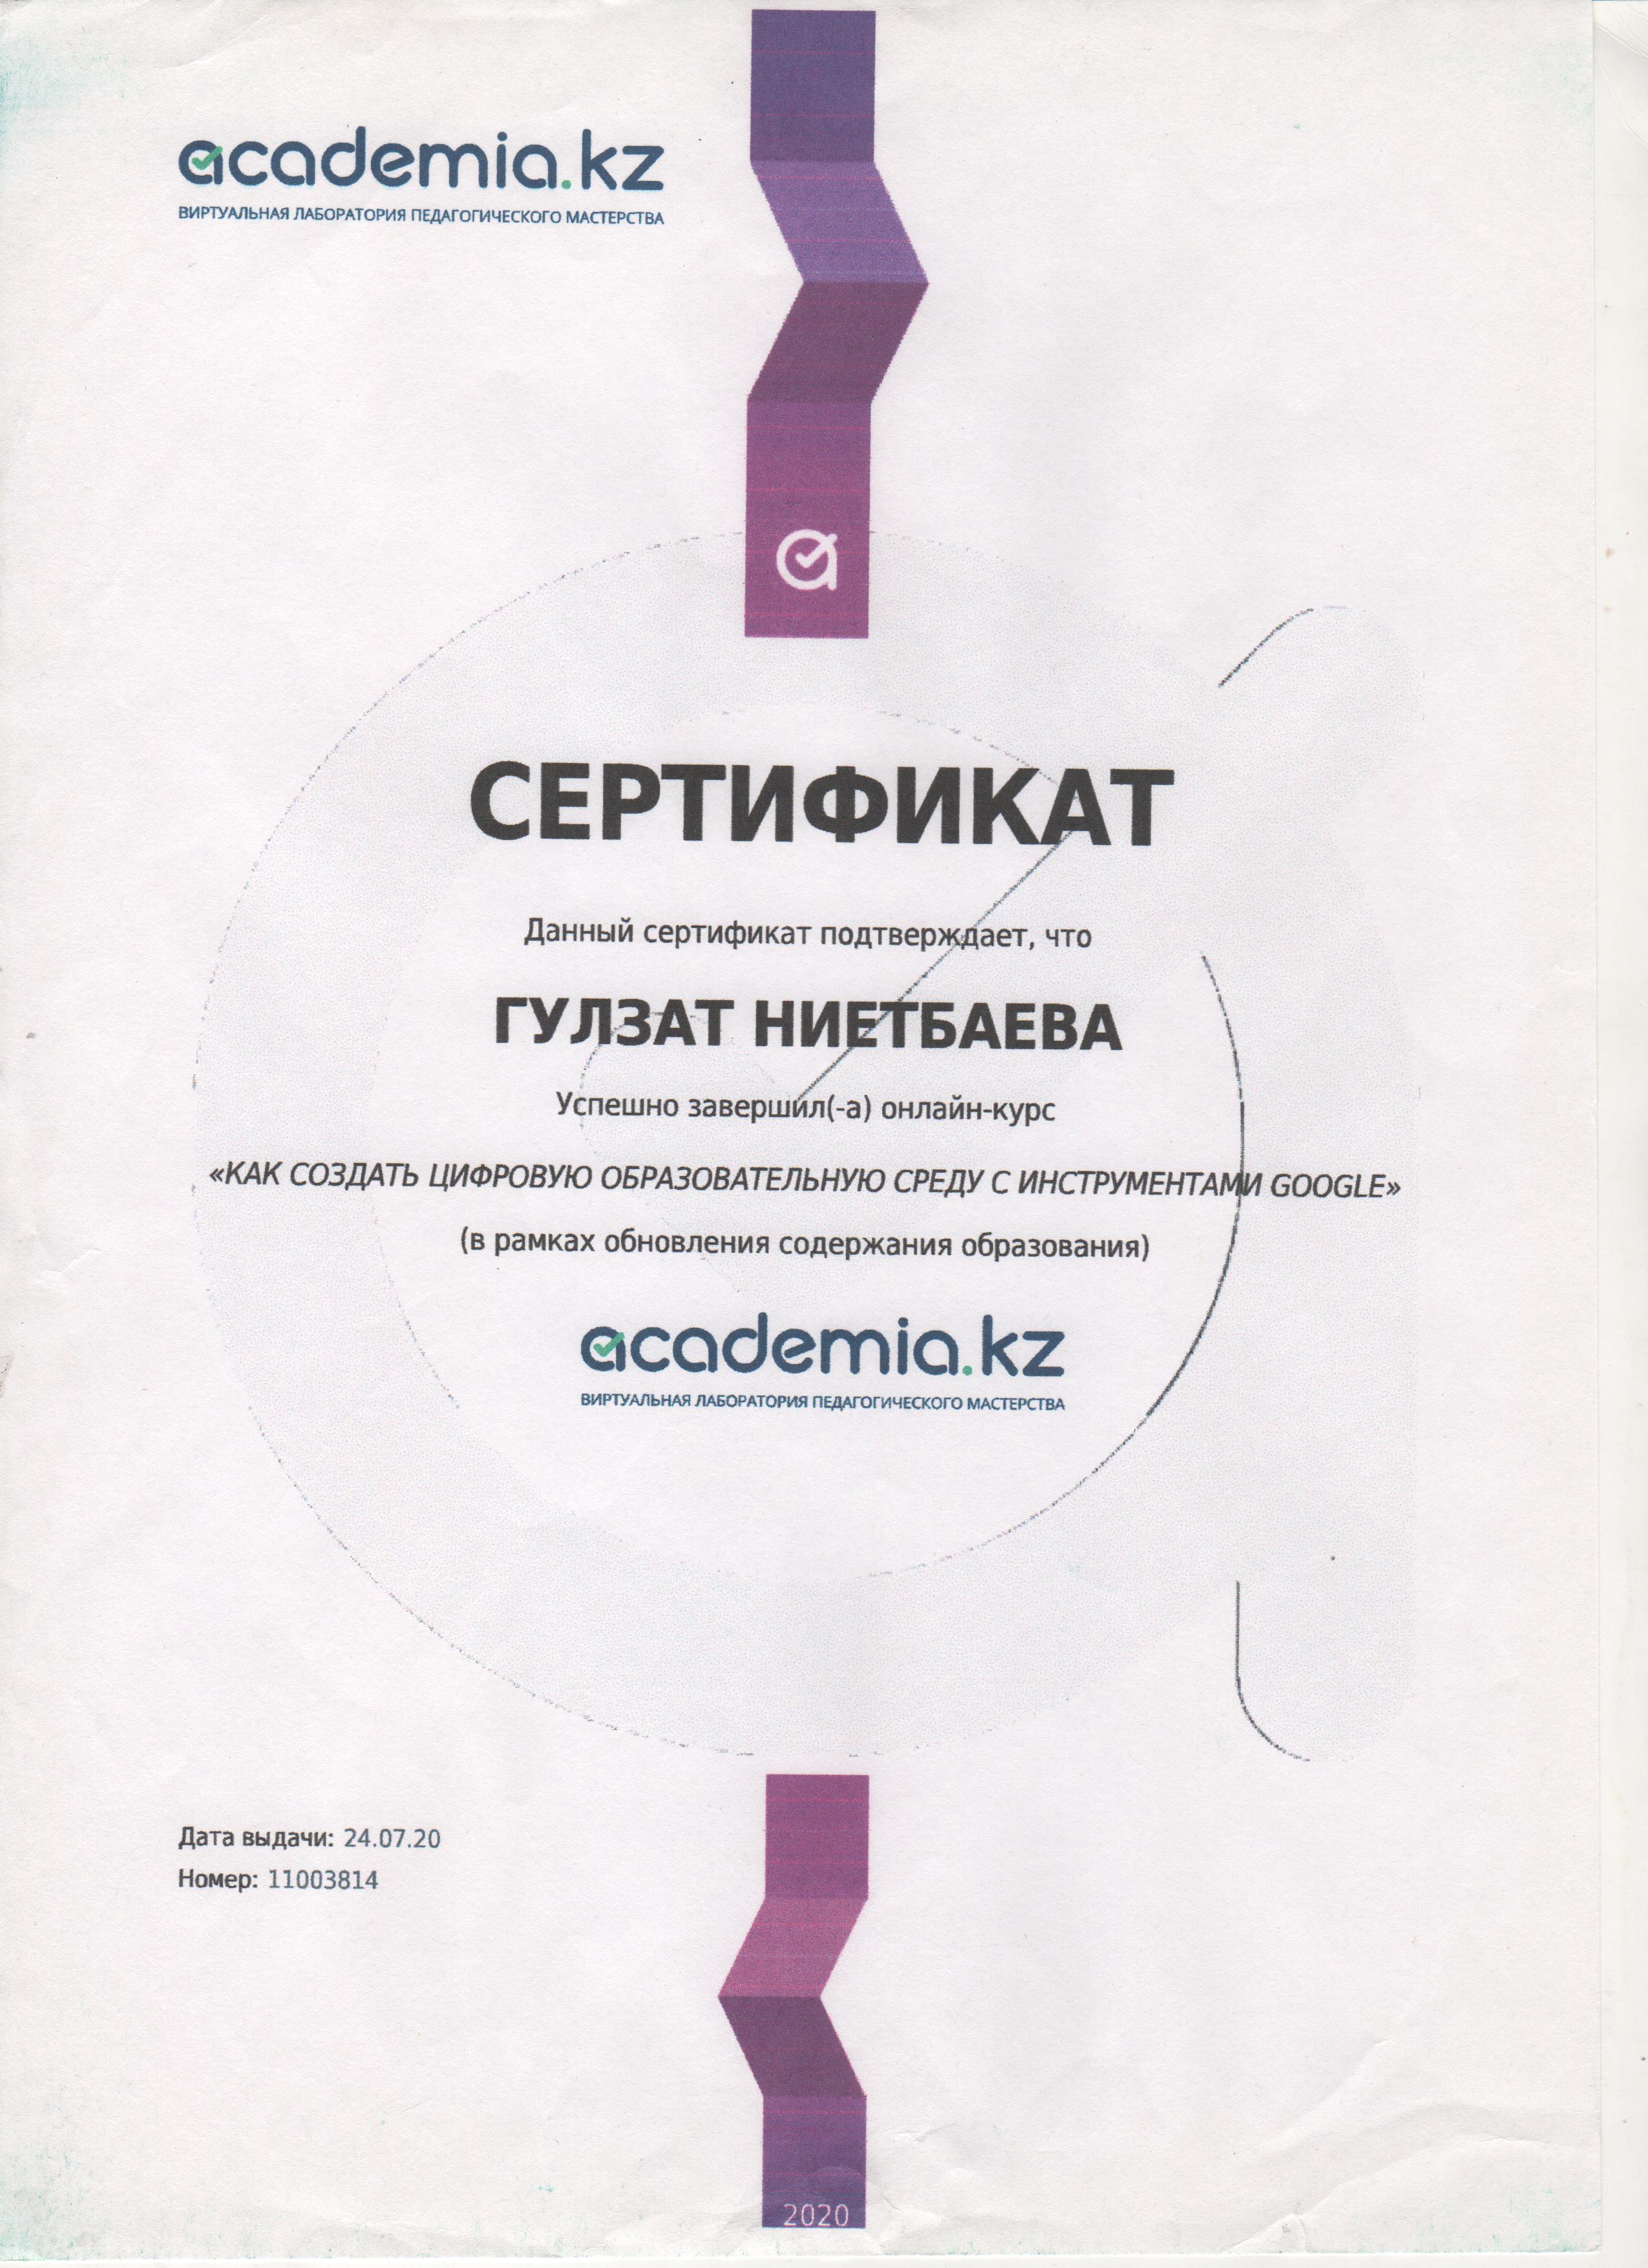 academia.kz
ВИРТУАЛЬНАЯ ЛАБОРАТОРИЯ ПЕДАГОГИЧЕСКОГО МАСТЕРСТВА
СЕРТИФИКАТ
Данный сертификат подтверждает, что
ГУЛЗАТ НИЕТБАЕВА
Успешно завершил(-а) онлайн-курс
«КАК СОЗДАТЬ ЦИФРОВУЮ ОБРАЗОВАТЕЛЬНУЮ СРЕДУ С ИНСТРУМЕНТАМИ GOOGLE»
(в рамках обновления содержания образования)
academia.kz
ВИРТУАЛЬНАЯ ЛАБОРАТОРИЯ ПЕДАГОГИЧЕСКОГО МАСТЕРСТВА
Дата выдачи: 24.07.20
Номер: 11003814
2020